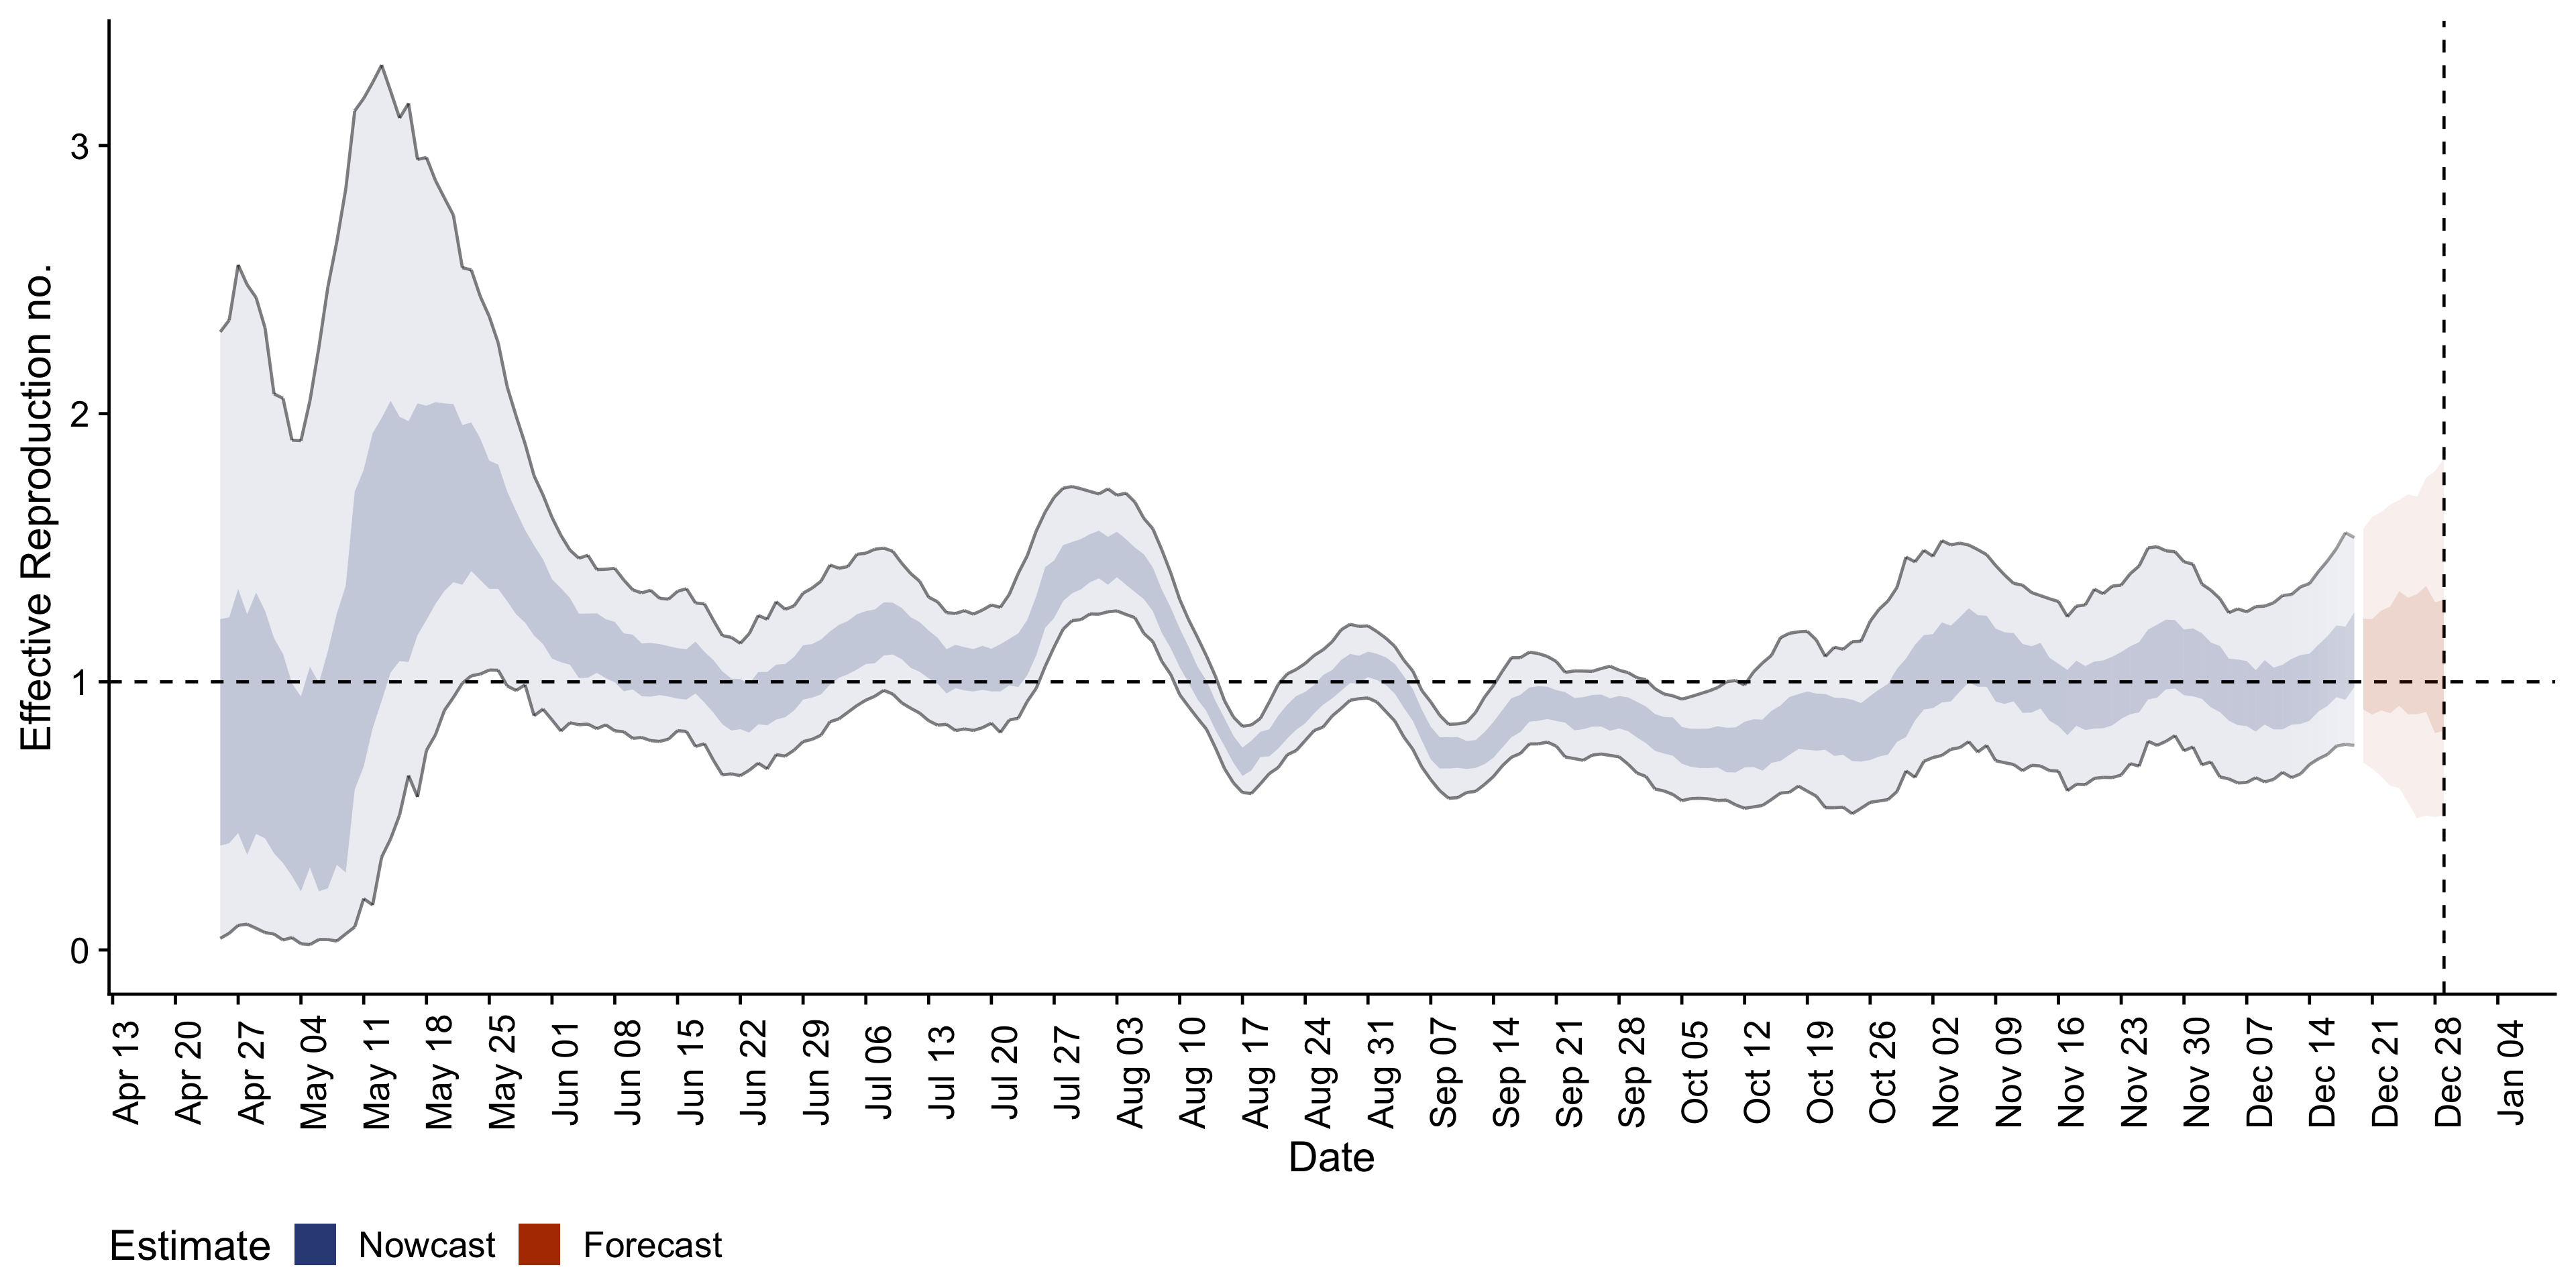 Effective Reproduction no.
3
2
1
0
Apr 13
Apr 20
Apr 27
May 04
May 11
May 18
May 25
Jun 01
Jun 08
Jun 15
Jun 22
Jun 29
Jul 06
Jul 13
Jul 20
Jul 27
Aug 03
Aug 10
Aug 17
Aug 24
Aug 31
Sep 07
Sep 14
Sep 21
Sep 28
Oct 05
Oct 12
Oct 19
Oct 26
Nov 02
Nov 09
Nov 16
Nov 23
Nov 30
Dec 07
Dec 14
Dec 21
Dec 28
Jan 04
Date
Estimate Nowcast Forecast